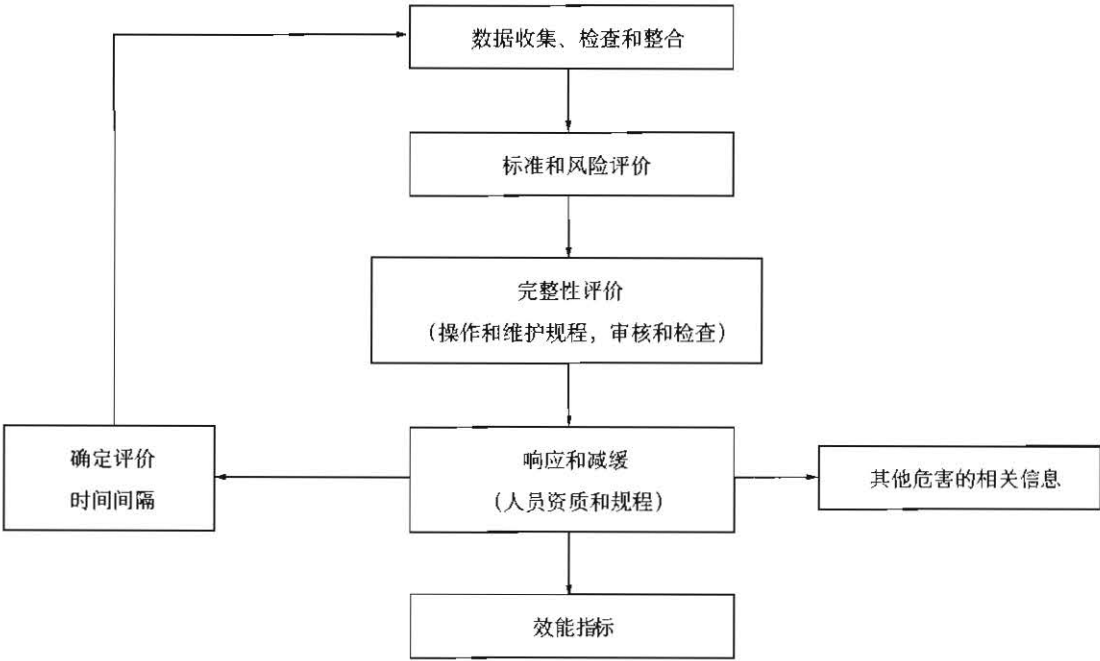 数据收集、检查和整合
标准和风险评价
完整性评价
（操作和维护规程，审核和检查）
确定评价
时间间隔
响应和减缓
（人员资质和规程）
其他危害的相关信息
效能指标